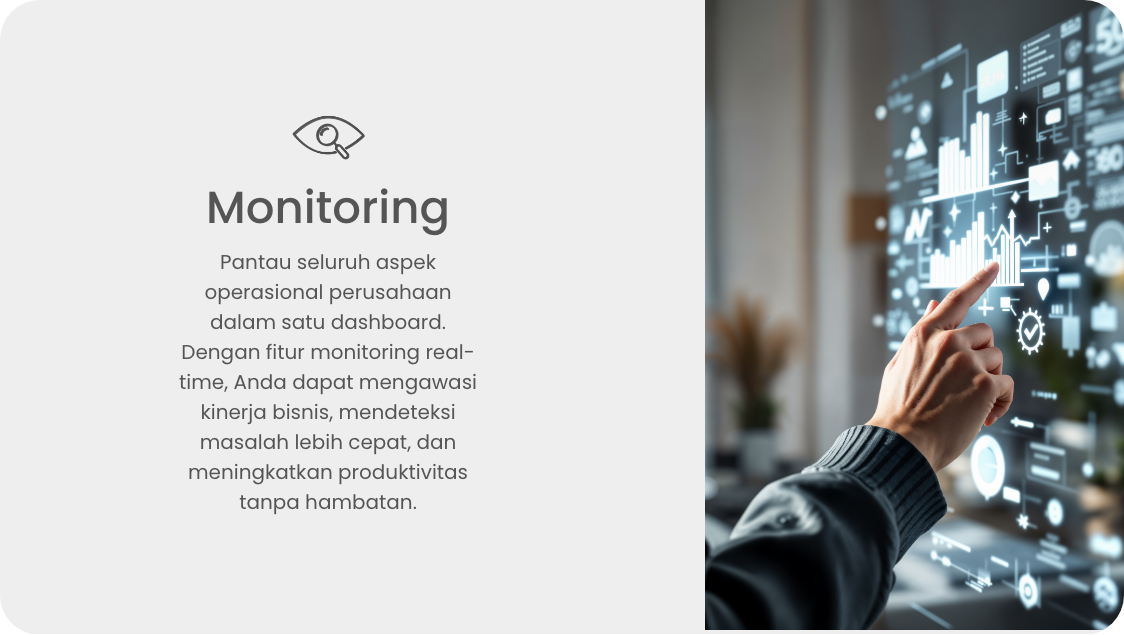 Monitoring
Pantau seluruh aspek
operasional perusahaan
dalam satu dashboard.
Dengan fitur monitoring real-
time, Anda dapat mengawasi
kinerja bisnis, mendeteksi
masalah lebih cepat, dan
meningkatkan produktivitas
tanpa hambatan.